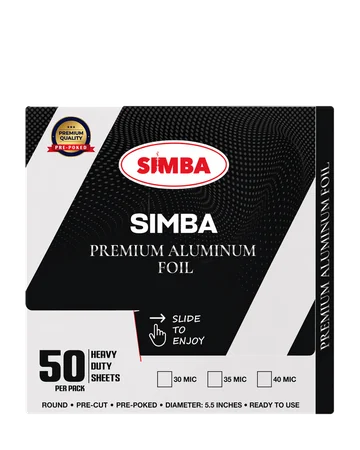 PREMIUM
QUALITY
PRE-POKED
SIMBA
SIMBA
PREMIUM ALUMINUM
FOIL
PREMIUM ALUMINUM FOIL
→ SLIDE
TO
ENJOY
50
PER PACK
HEAVY
DUTY
SHEETS
30 MIC
35 MIC
40 MIC
ROUND • PRE-CUT • PRE-POKED • DIAMETER: 5.5 INCHES • READY TO USE